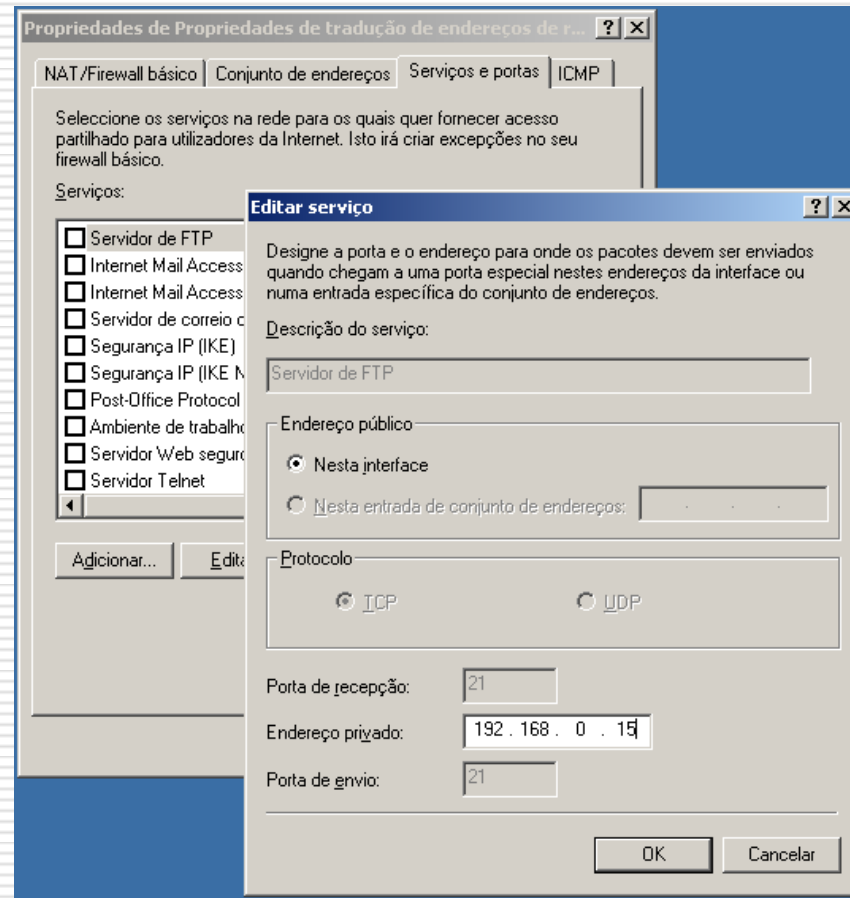 Propriedades de Propriedades de tradução de endereços de r...
NAT/Firewall básico
Conjunto de endereços
Serviços e portas
ICMP
Seleccione os serviços na rede para os quais quer fornecer acesso
partilhado para utilizadores da Internet. Isto irá criar excepções no seu
firewall básico.
Serviços:
Servidor de FTP
Internet Mail Access
Internet Mail Access
Servidor de correio
Segurança IP (IKE)
Segurança IP (IKE
Post-Office Protocol
Ambiente de trabalho
Servidor Web seguro
Servidor Telnet
Adicionar...
Editar serviço
Designe a porta e o endereço para onde os pacotes devem ser enviados
quando chegam a uma porta especial nestes endereços da interface ou
numa entrada específica do conjunto de endereços.
Descrição do serviço:
Servidor de FTP
Endereço público
Nesta interface
Nesta entrada de conjunto de endereços:
Protocolo
TCP
UDP
Porta de recepção: 21
Endereço privado: 192 . 168 . 0 . 15
Porta de envio: 21
OK
Cancelar